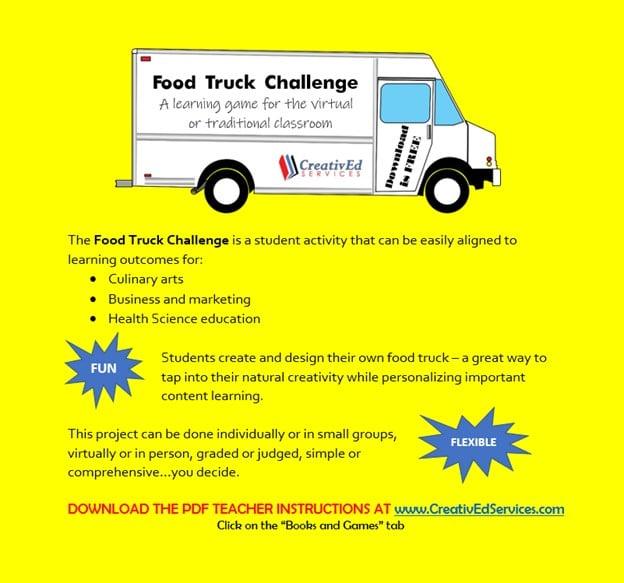 Food Truck Challenge
A learning game for the virtual
or traditional classroom
CreativEd
SERVICES
Download
is FREE
The Food Truck Challenge is a student activity that can be easily aligned to
learning outcomes for:
• Culinary arts
• Business and marketing
• Health Science education
FUN
Students create and design their own food truck – a great way to
tap into their natural creativity while personalizing important
content learning.
This project can be done individually or in small groups,
virtually or in person, graded or judged, simple or
comprehensive...you decide.
FLEXIBLE
DOWNLOAD THE PDF TEACHER INSTRUCTIONS AT www.CreativEdServices.com
Click on the “Books and Games” tab